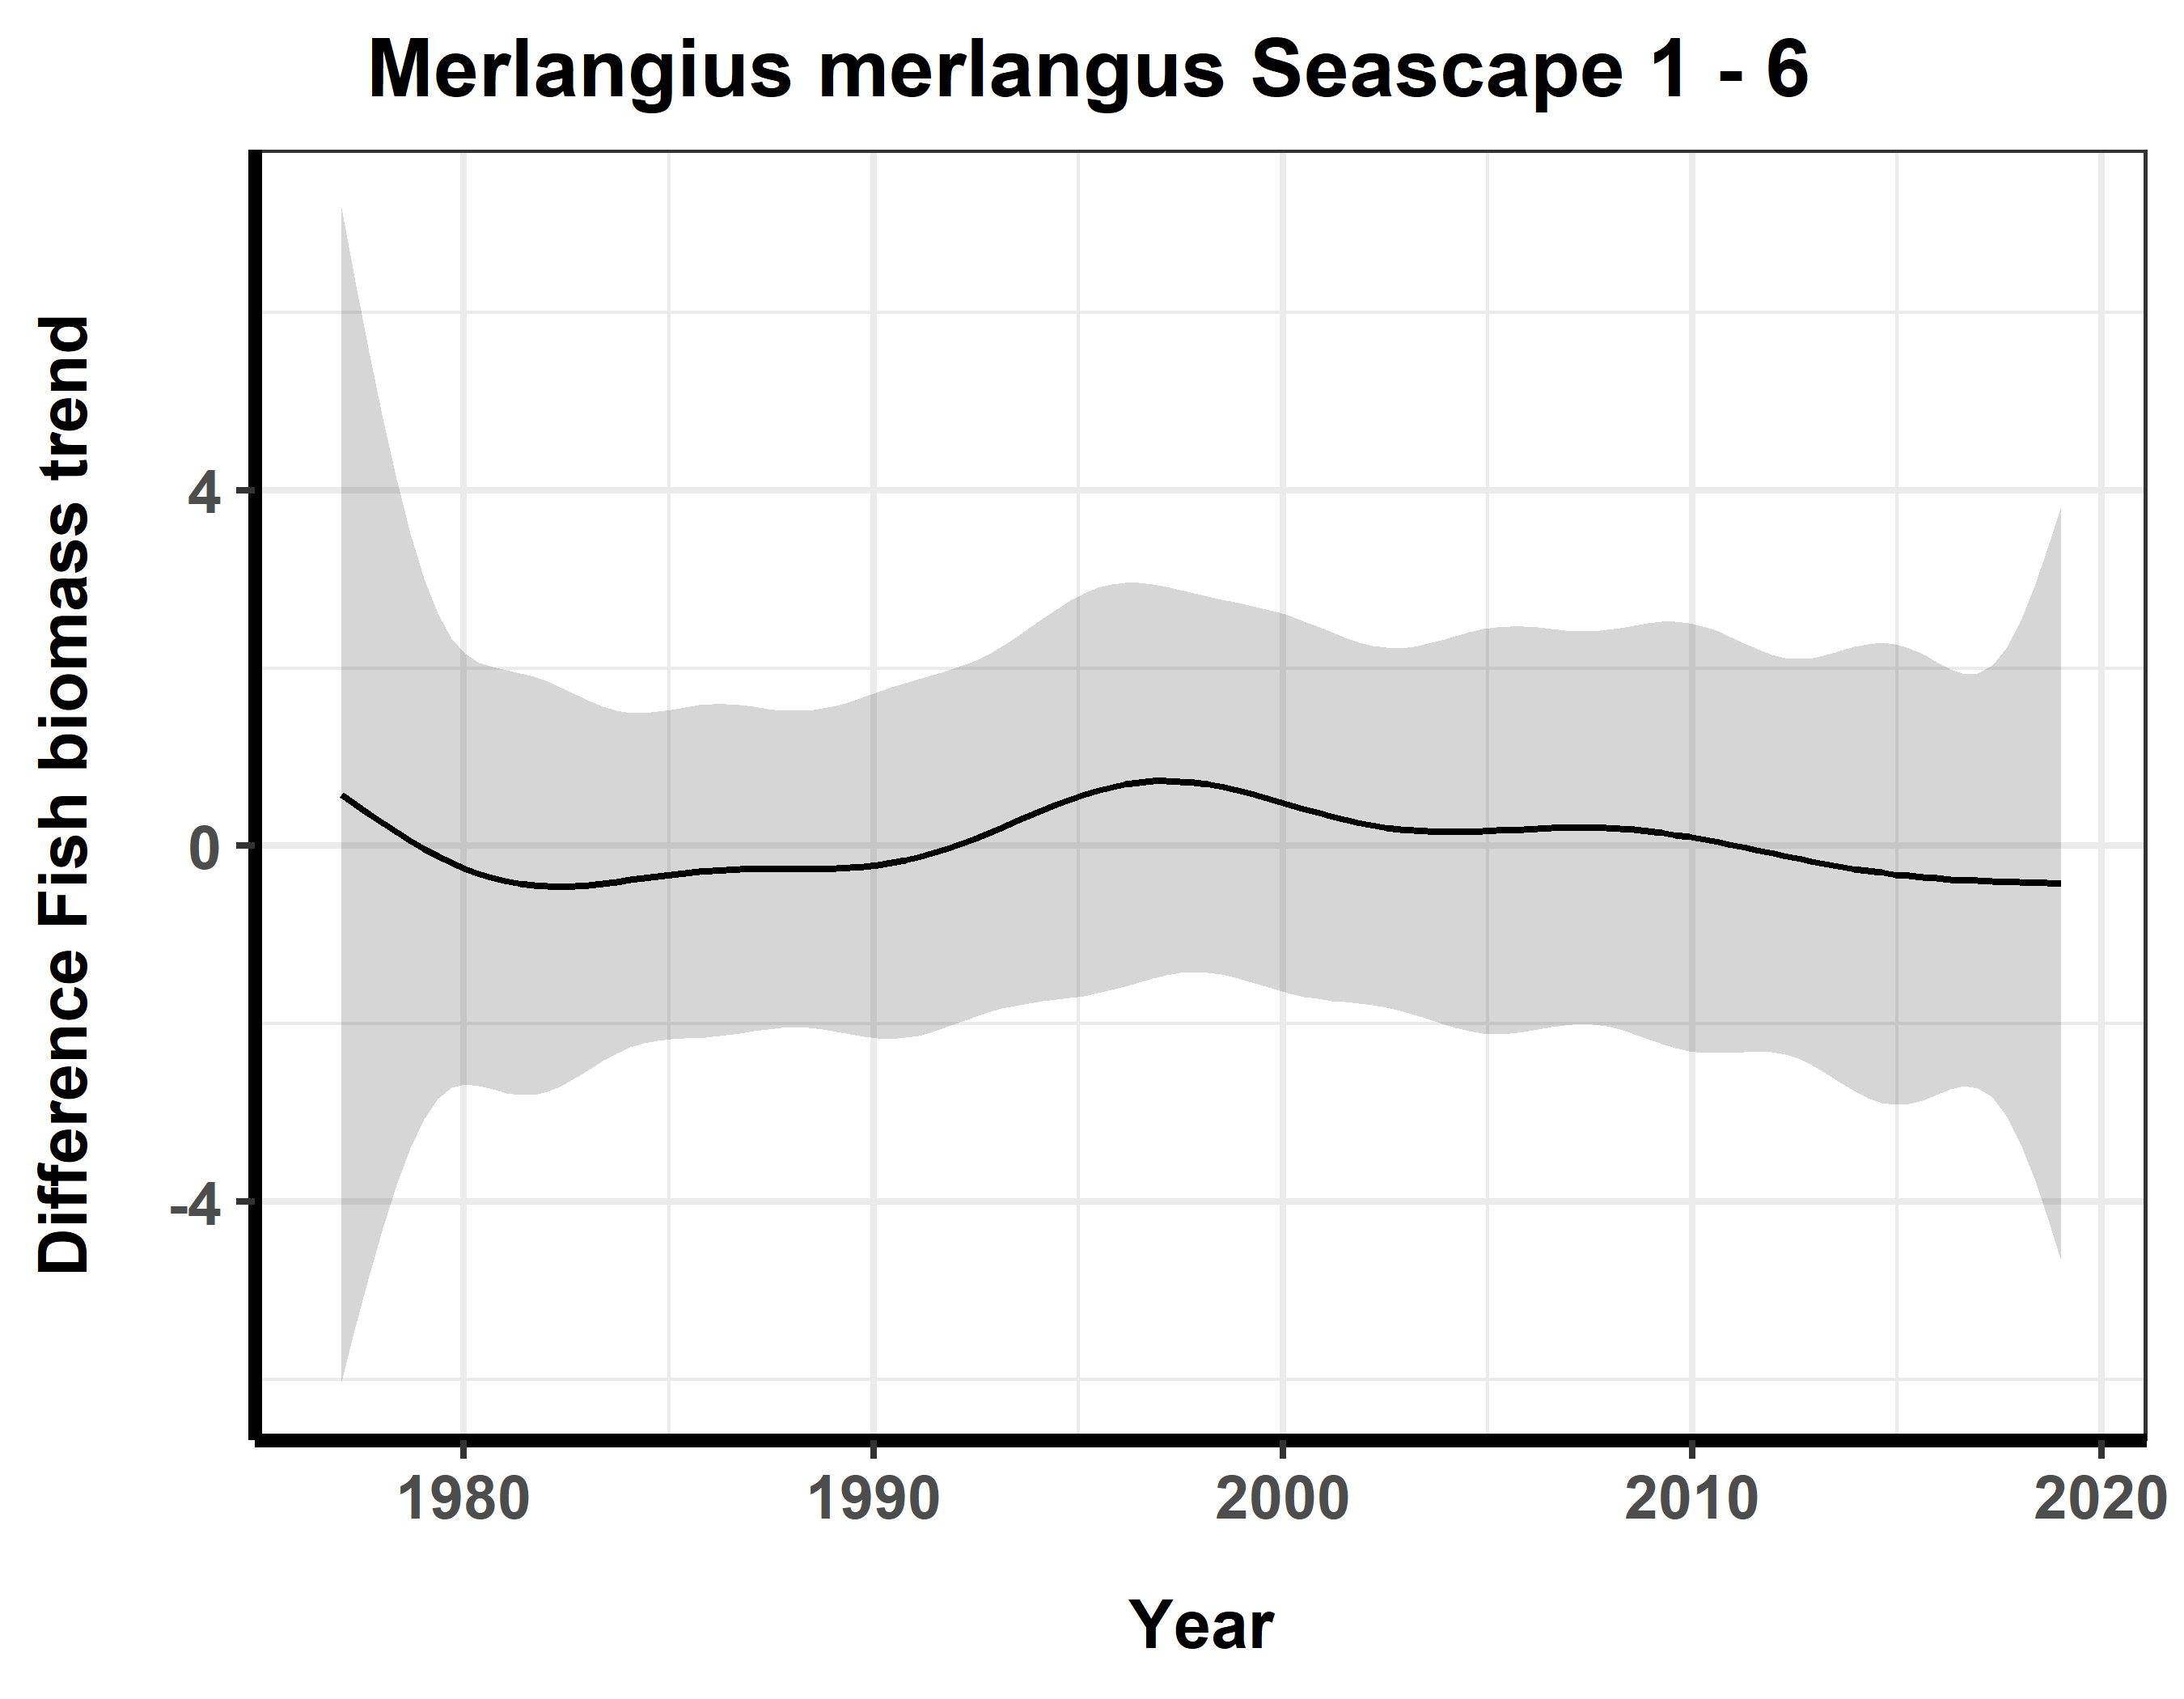 Merlangius merlangus Seascape 1 - 6
Difference Fish biomass trend
4
0
-4
1980 1990 2000 2010 2020
Year